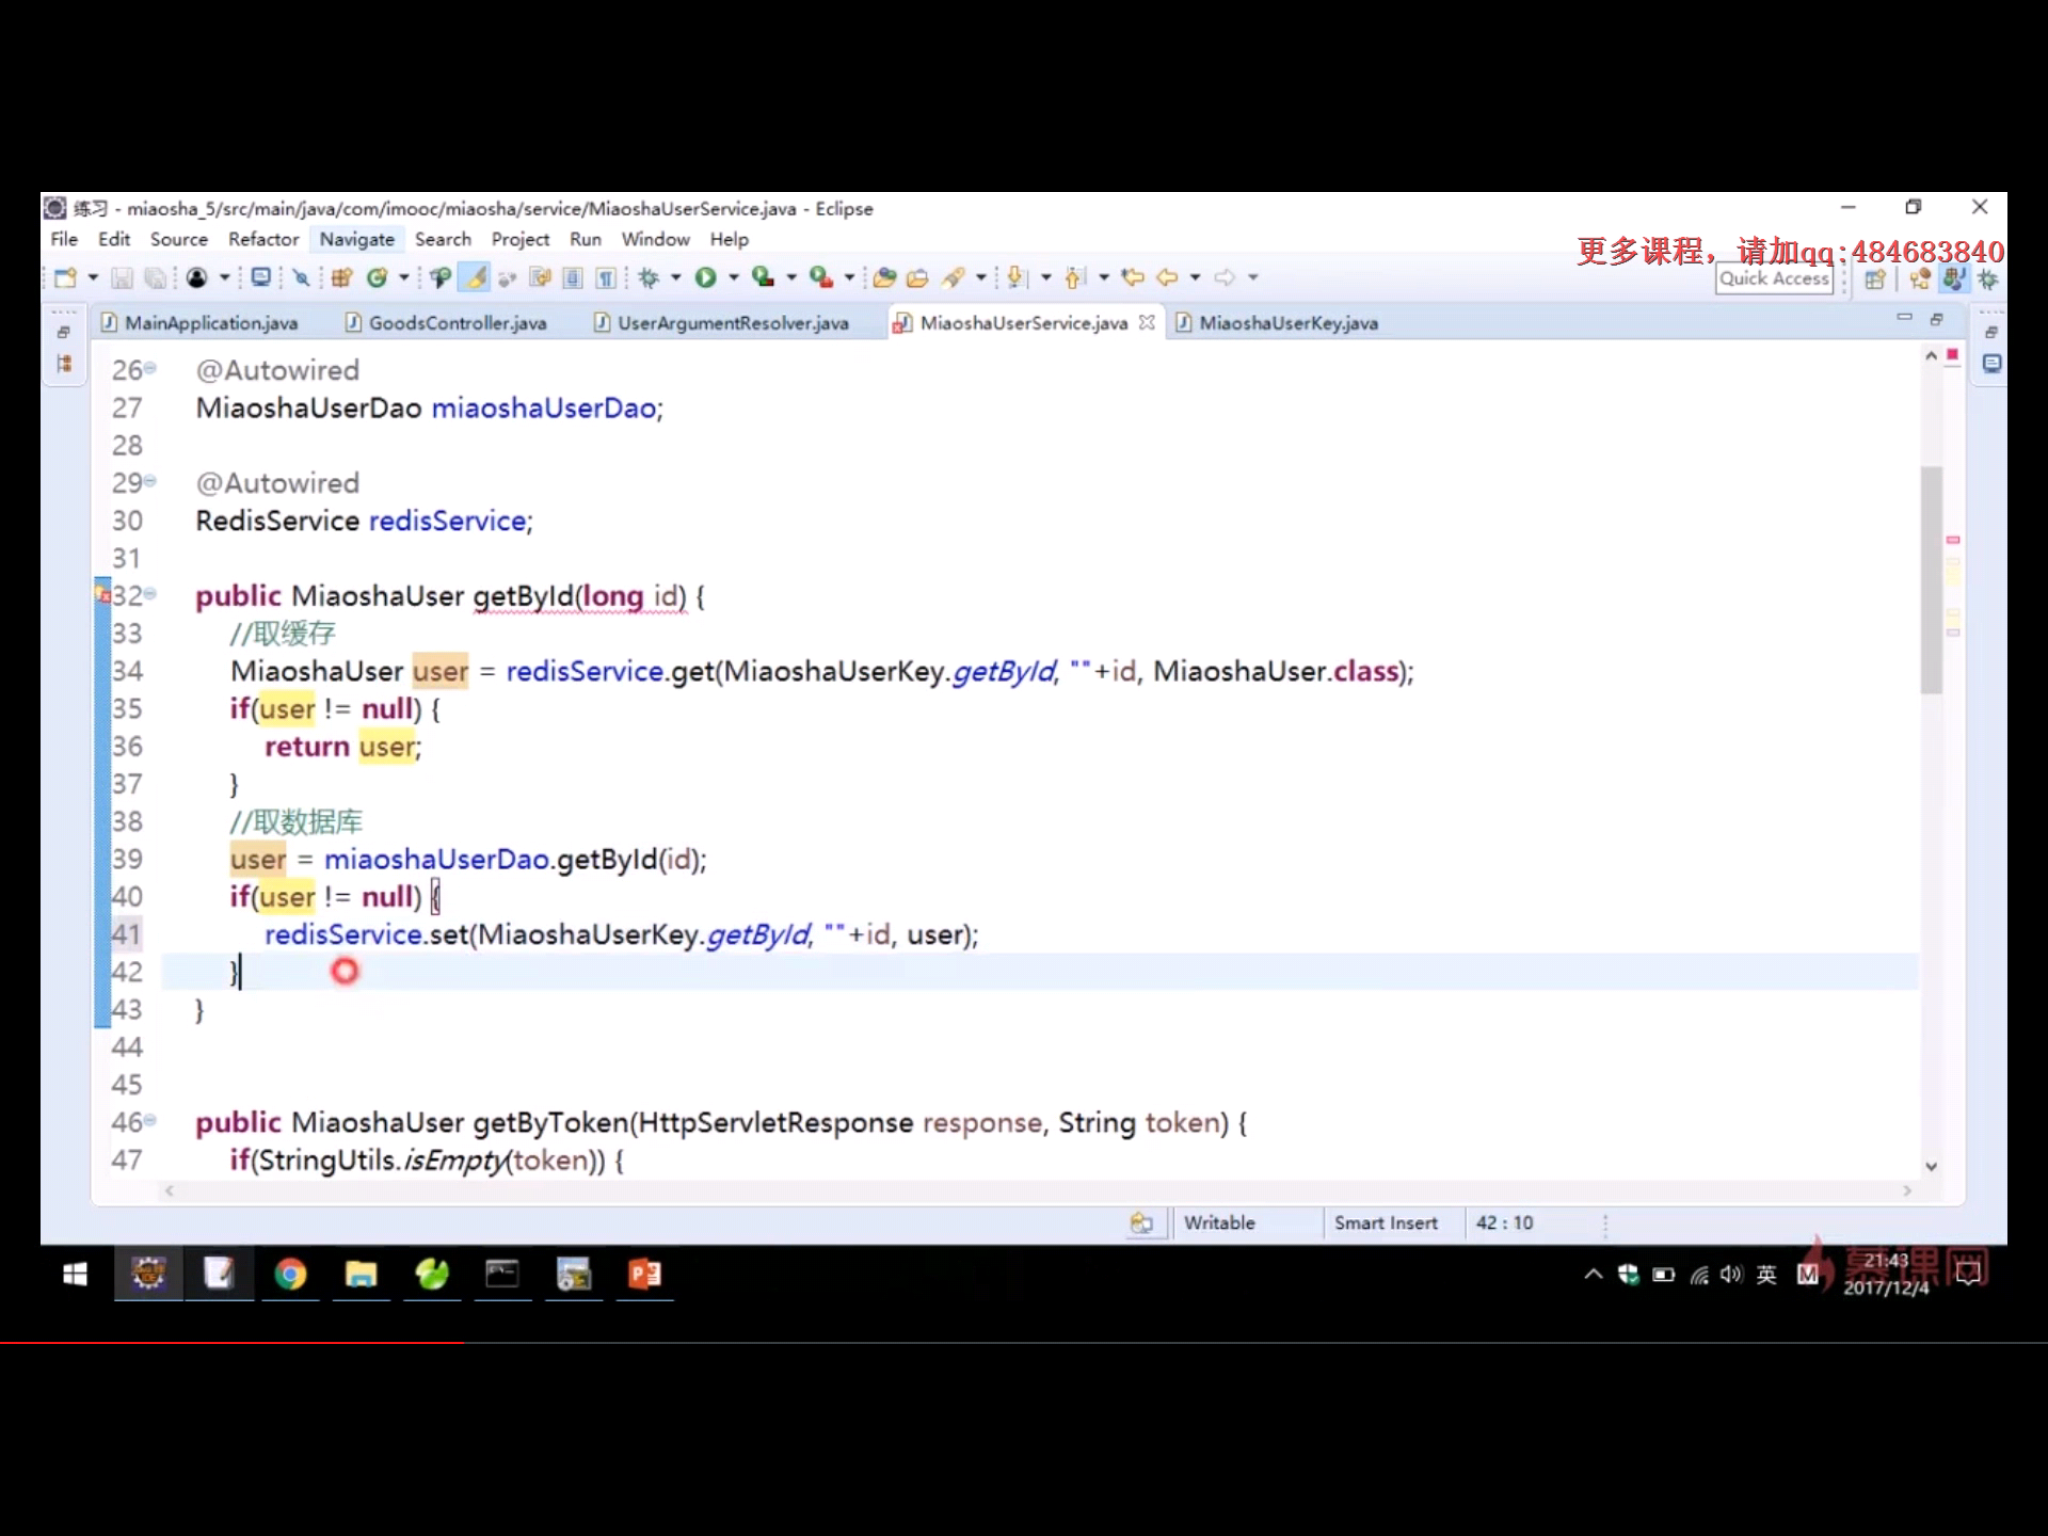 练习 - miaosha_5/src/main/java/com/imooc/miaosha/service/MiaoshaUserService.java - Eclipse
File Edit Source Refactor Navigate Search Project Run Window Help
更多课程，请加qq:484683840
Quick Access
MainApplication.java GoodsController.java UserArgumentResolver.java MiaoshaUserService.java MiaoshaUserKey.java
26 @Autowired
27 MiaoshaUserDao miaoshaUserDao;
28
29 @Autowired
30 RedisService redisService;
31
32 public MiaoshaUser getById(long id) {
33 //取缓存
34 MiaoshaUser user = redisService.get(MiaoshaUserKey.getById, ""+id, MiaoshaUser.class);
35 if(user != null) {
36 return user;
37 }
38 //取数据库
39 user = miaoshaUserDao.getById(id);
40 if(user != null) {
41 redisService.set(MiaoshaUserKey.getById, ""+id, user);
42 }
43 }
44
45
46 public MiaoshaUser getByToken(HttpServletResponse response, String token) {
47 if(StringUtils.isEmpty(token)) {
Writable Smart Insert 42 : 10
英 M 慕课网
21:43
2017/12/4